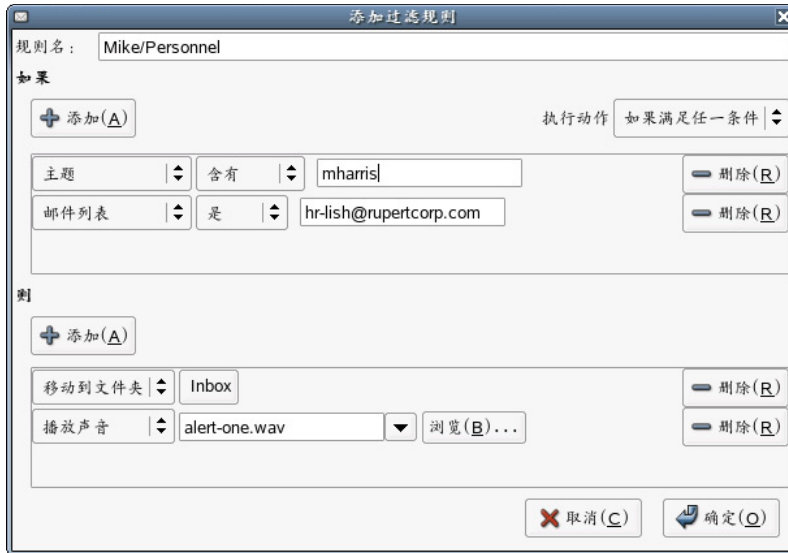 添加过滤规则
规则名： Mike/Personnel
如果
添加(A) 执行动作 如果满足任一条件
主题 含有 mharris 删除(R)
邮件列表 是 hr-lish@rupertcorp.com 删除(R)
则
添加(A)
移动到文件夹 Inbox 删除(R)
播放声音 alert-one.wav 浏览(B)... 删除(R)
取消(C) 确定(O)